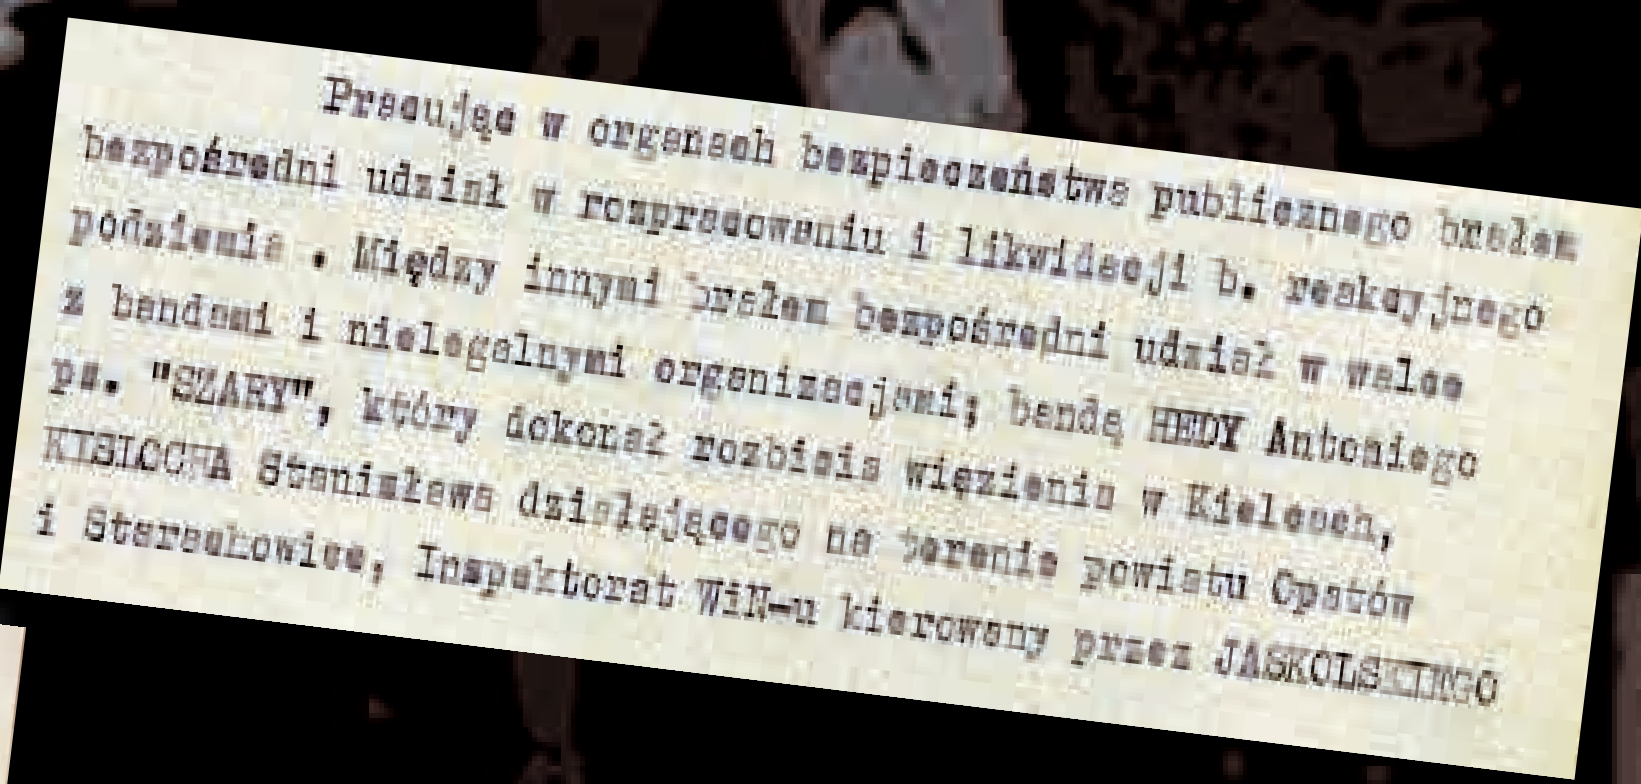 Pracując w organach bezpieczeństwa publicznego brałem
bezpośredni udział w rozpracowaniu i likwidacji b. reakcyjnego
podziemia . Między innymi brałem bezpośredni udział w walce
z bandami i nielegalnymi organizacjami; bandą HEDY Antoniego
ps. "SZARY", który dokonał rozbicia więzienia w Kielcach,
Stanisława działającego na terenie powiatu Opatów
i Starachowice, Inspektorat WiN-u kierowany przez JASKOLSKIEGO